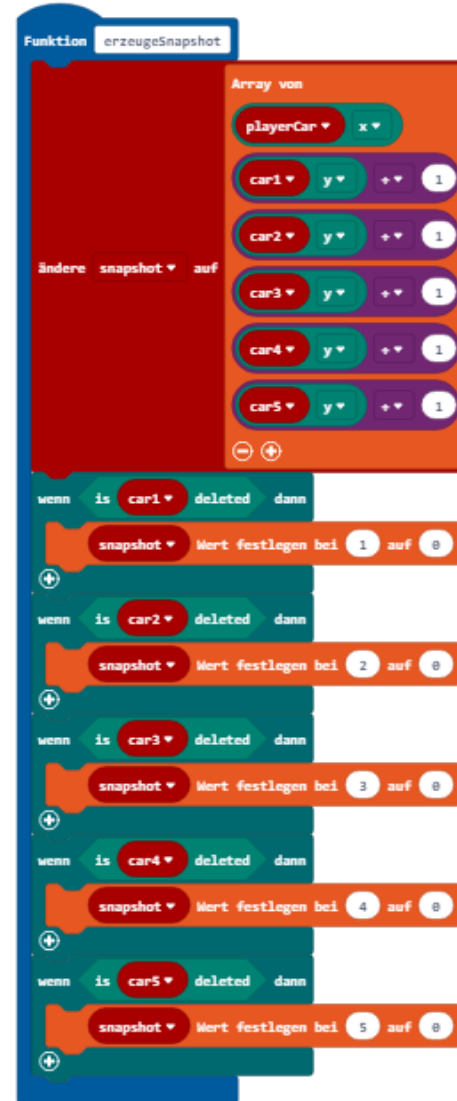 Funktion erzeugeSnapshot
Array von
playerCar x
car1 y + 1
car2 y + 1
ändere snapshot auf
car3 y + 1
car4 y + 1
car5 y + 1
wenn is car1 deleted dann
snapshot Wert festlegen bei 1 auf 0
wenn is car2 deleted dann
snapshot Wert festlegen bei 2 auf 0
wenn is car3 deleted dann
snapshot Wert festlegen bei 3 auf 0
wenn is car4 deleted dann
snapshot Wert festlegen bei 4 auf 0
wenn is car5 deleted dann
snapshot Wert festlegen bei 5 auf 0